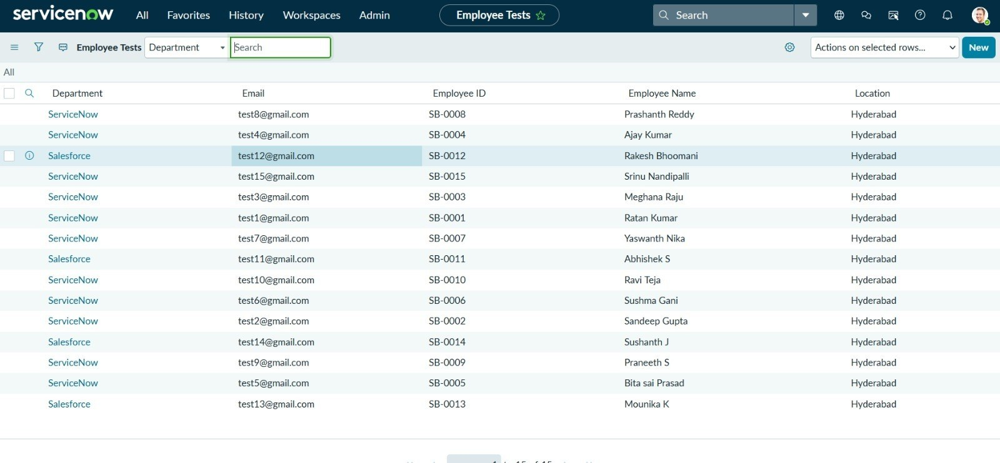 servicenow All Favorites History Workspaces Admin Employee Tests Search
Employee Tests Department Search Actions on selected rows... New
All
Department Email Employee ID Employee Name Location
ServiceNow test8@gmail.com SB-0008 Prashanth Reddy Hyderabad
ServiceNow test4@gmail.com SB-0004 Ajay Kumar Hyderabad
Salesforce test12@gmail.com SB-0012 Rakesh Bhoomani Hyderabad
ServiceNow test15@gmail.com SB-0015 Srinu Nandipalli Hyderabad
ServiceNow test3@gmail.com SB-0003 Meghana Raju Hyderabad
ServiceNow test1@gmail.com SB-0001 Ratan Kumar Hyderabad
ServiceNow test7@gmail.com SB-0007 Yaswanth Nika Hyderabad
Salesforce test11@gmail.com SB-0011 Abhishek S Hyderabad
ServiceNow test10@gmail.com SB-0010 Ravi Teja Hyderabad
ServiceNow test6@gmail.com SB-0006 Sushma Gani Hyderabad
ServiceNow test2@gmail.com SB-0002 Sandeep Gupta Hyderabad
Salesforce test14@gmail.com SB-0014 Sushanth J Hyderabad
ServiceNow test9@gmail.com SB-0009 Praneeth S Hyderabad
ServiceNow test5@gmail.com SB-0005 Bita sai Prasad Hyderabad
Salesforce test13@gmail.com SB-0013 Mounika K Hyderabad